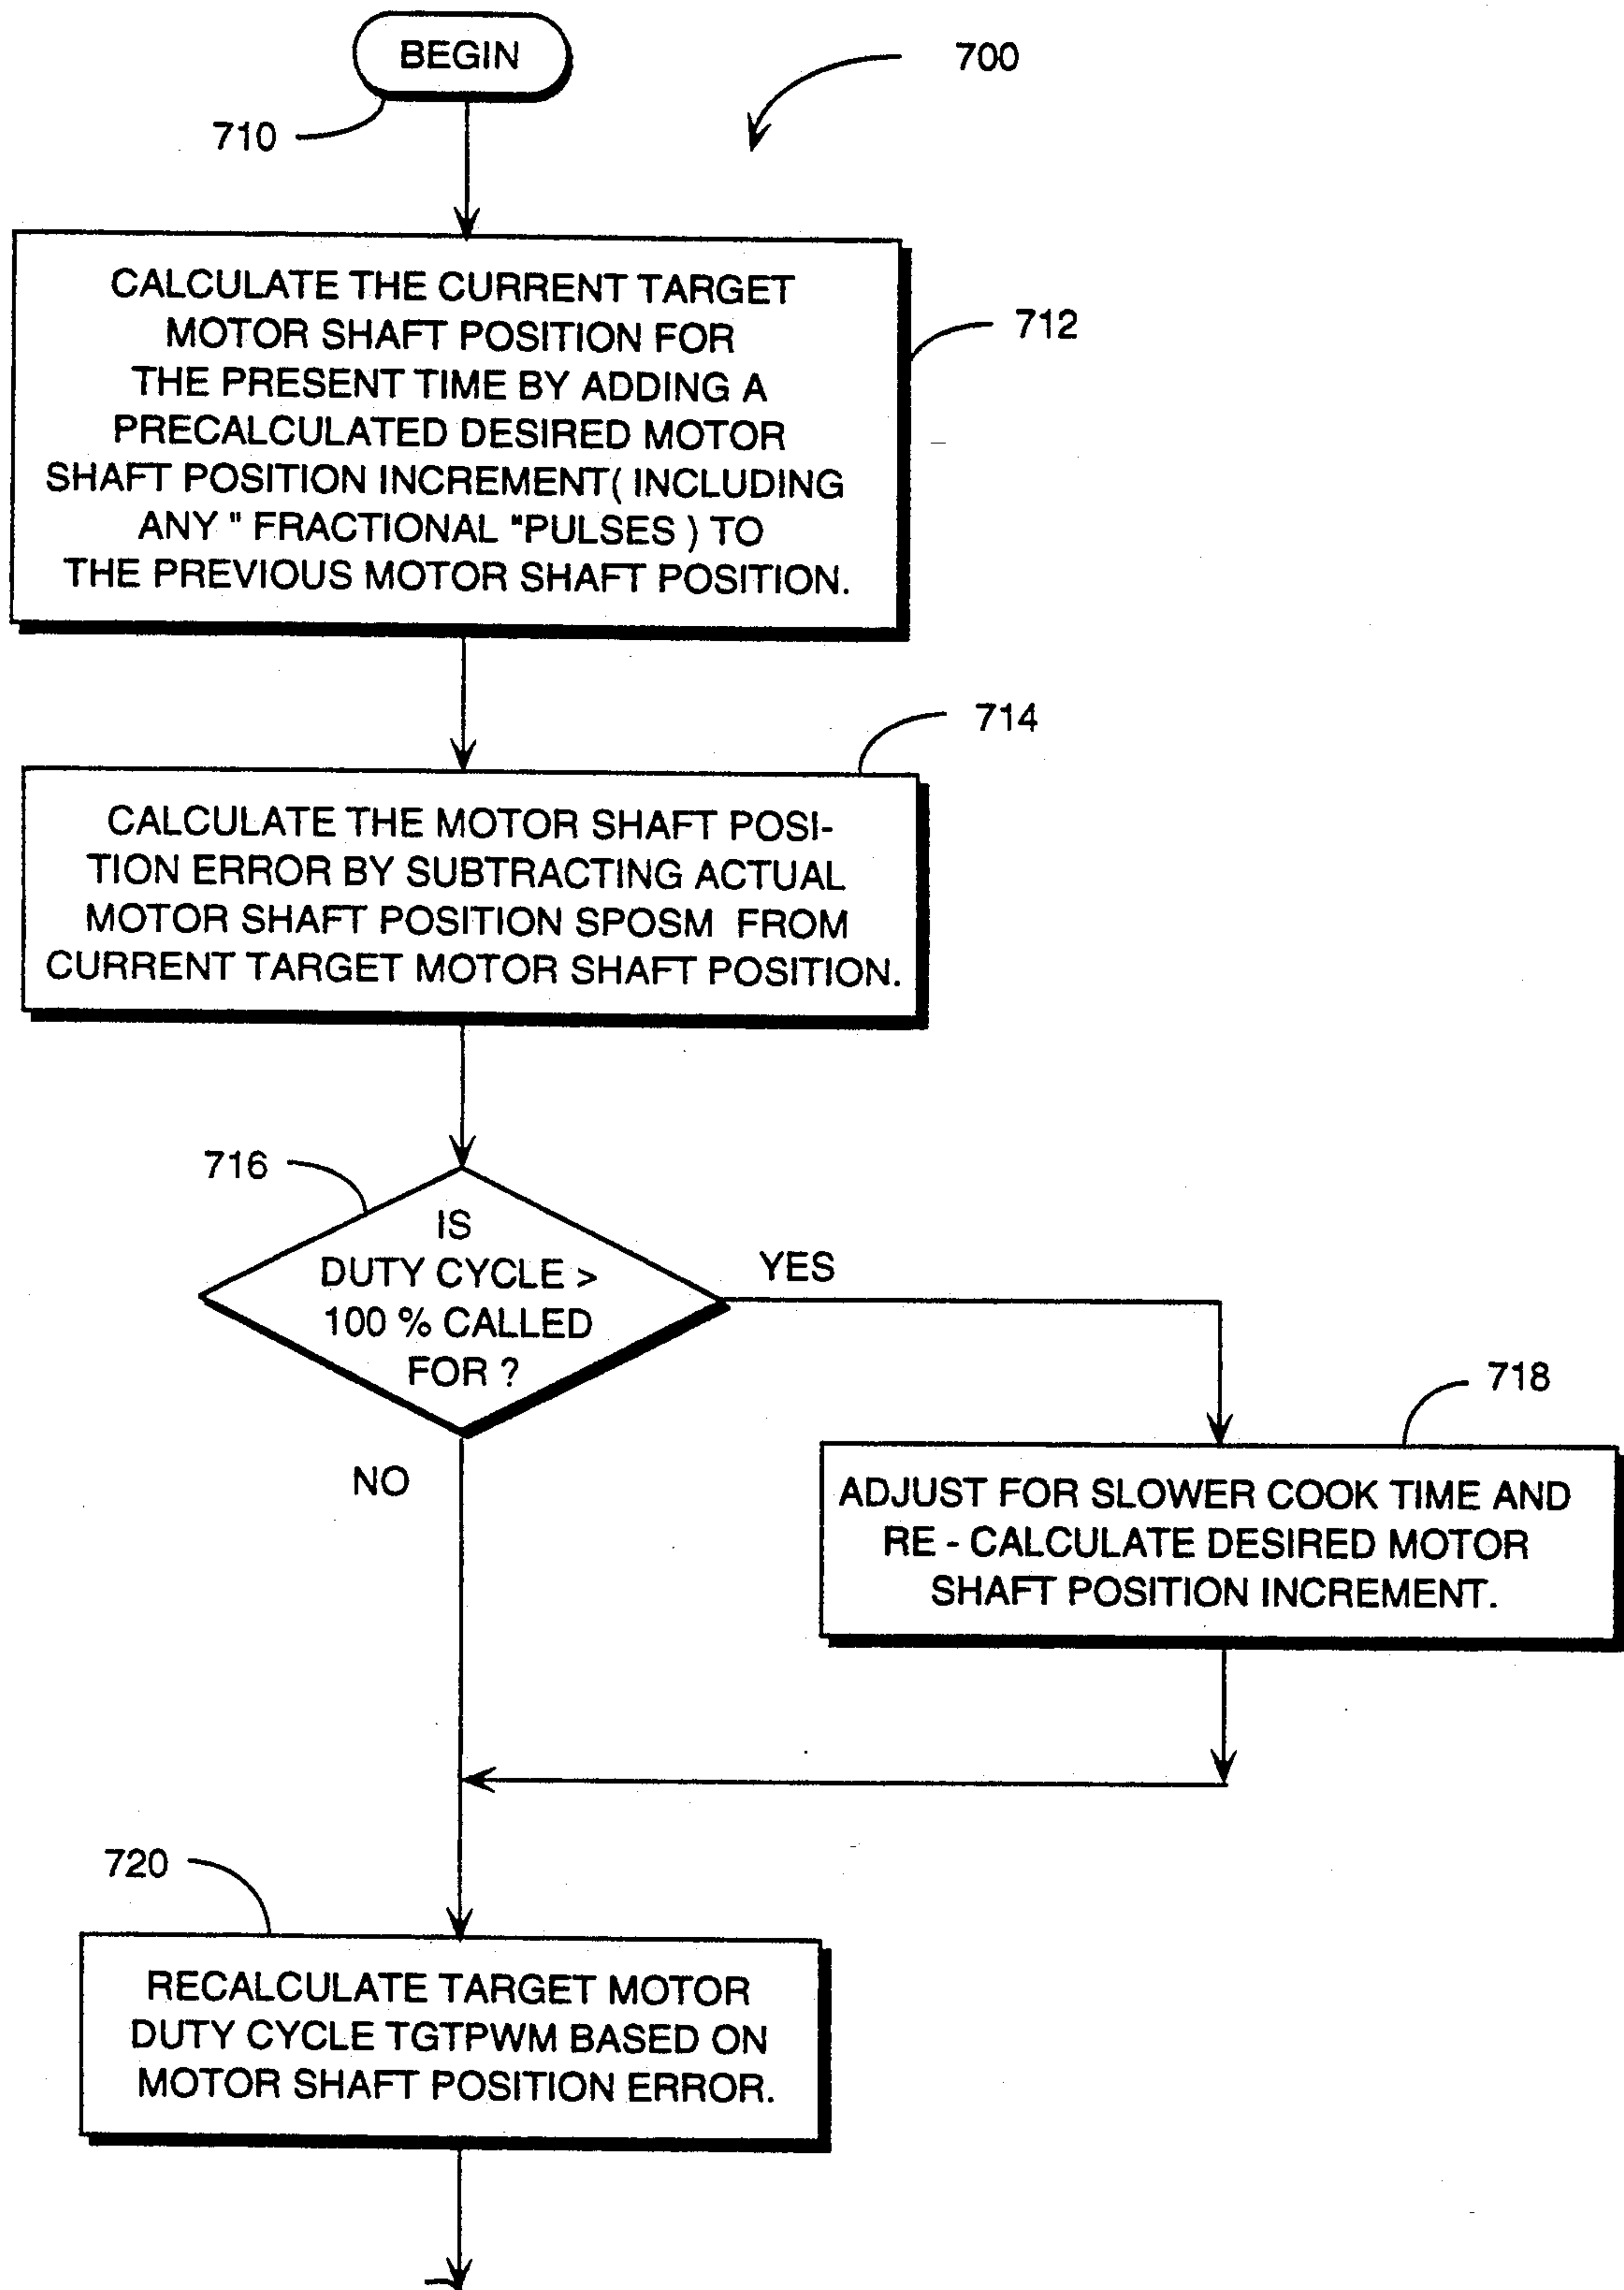 BEGIN
700
710
CALCULATE THE CURRENT TARGET
MOTOR SHAFT POSITION FOR
THE PRESENT TIME BY ADDING A
PRECALCULATED DESIRED MOTOR
SHAFT POSITION INCREMENT( INCLUDING
ANY " FRACTIONAL "PULSES ) TO
THE PREVIOUS MOTOR SHAFT POSITION.
712
714
CALCULATE THE MOTOR SHAFT POSI-
TION ERROR BY SUBTRACTING ACTUAL
MOTOR SHAFT POSITION SPOSM FROM
CURRENT TARGET MOTOR SHAFT POSITION.
716
IS
DUTY CYCLE >
100 % CALLED
FOR ?
YES
NO
718
ADJUST FOR SLOWER COOK TIME AND
RE - CALCULATE DESIRED MOTOR
SHAFT POSITION INCREMENT.
720
RECALCULATE TARGET MOTOR
DUTY CYCLE TGTPWM BASED ON
MOTOR SHAFT POSITION ERROR.